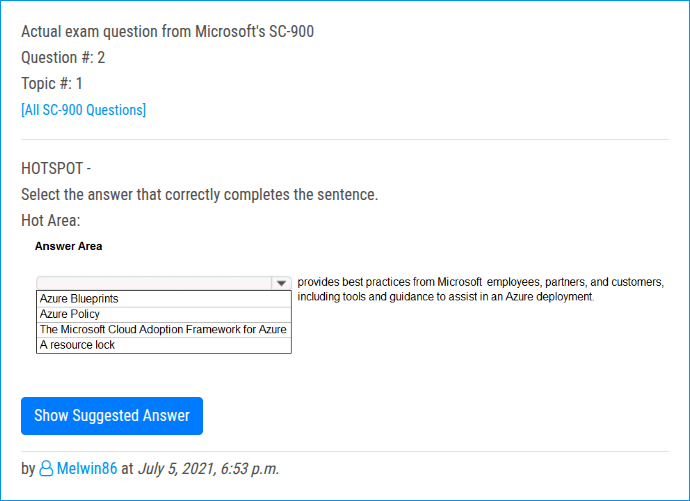 Actual exam question from Microsoft's SC-900
Question #: 2
Topic #: 1
[All SC-900 Questions]
HOTSPOT -
Select the answer that correctly completes the sentence.
Hot Area:
Answer Area
provides best practices from Microsoft employees, partners, and customers,
including tools and guidance to assist in an Azure deployment.
Azure Blueprints
Azure Policy
The Microsoft Cloud Adoption Framework for Azure
A resource lock
Show Suggested Answer
by Melwin86 at July 5, 2021, 6:53 p.m.